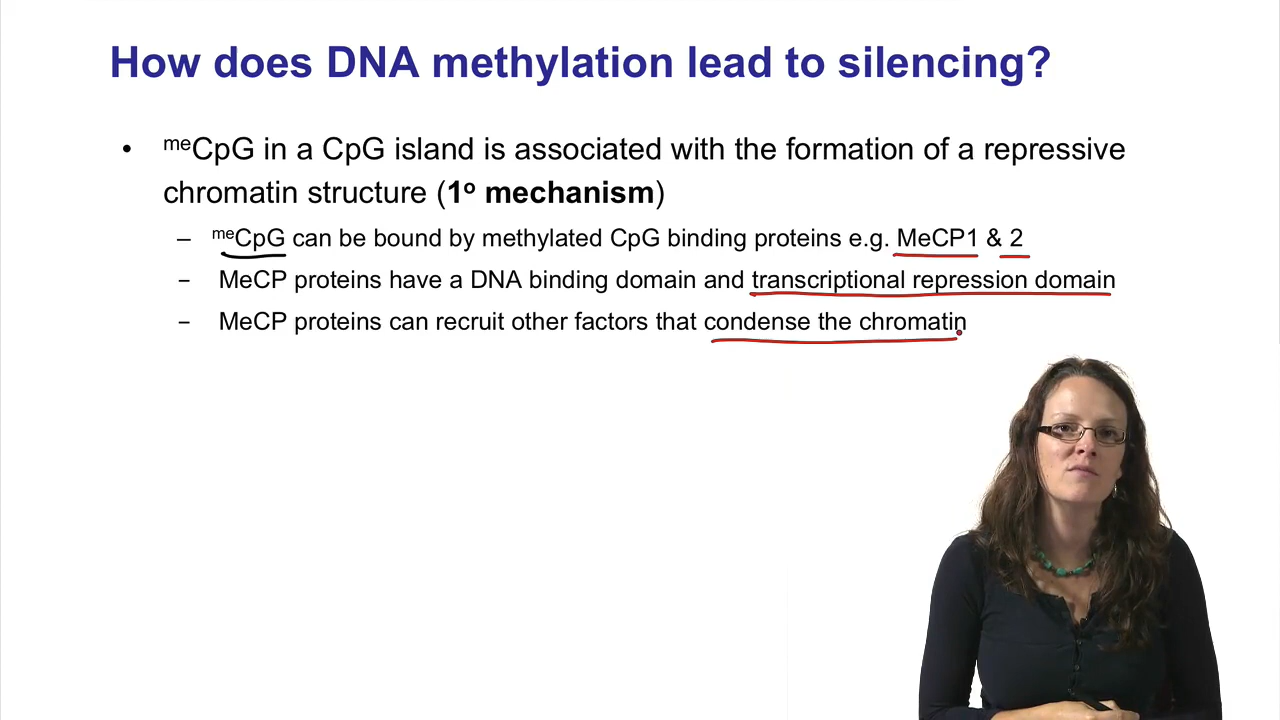 How does DNA methylation lead to silencing?
• meCpG in a CpG island is associated with the formation of a repressive
chromatin structure (1º mechanism)
– meCpG can be bound by methylated CpG binding proteins e.g. MeCP1 & 2
– MeCP proteins have a DNA binding domain and transcriptional repression domain
– MeCP proteins can recruit other factors that condense the chromatin